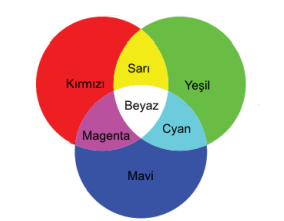 Sarı
Kırmızı
Yeşil
Beyaz
Magenta
Cyan
Mavi